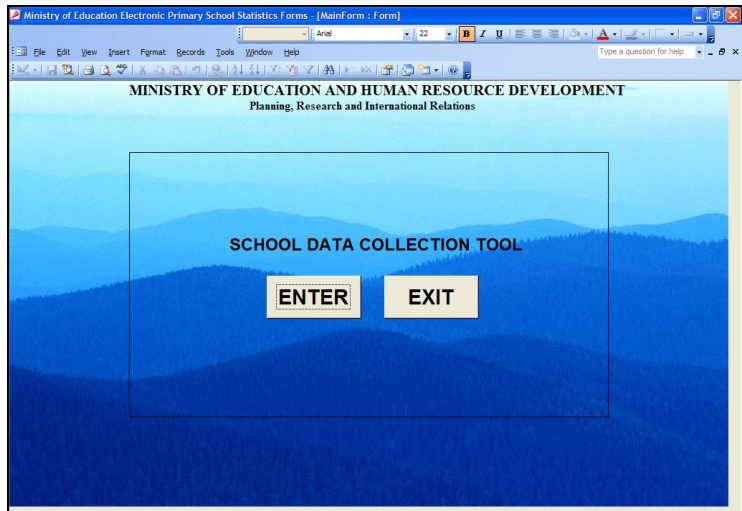 Ministry of Education Electronic Primary School Statistics Forms - [MainForm : Form]
Arial 22 B I U A
File Edit View Insert Format Records Tools Window Help Type a question for help
MINISTRY OF EDUCATION AND HUMAN RESOURCE DEVELOPMENT
Planning, Research and International Relations
SCHOOL DATA COLLECTION TOOL
ENTER EXIT